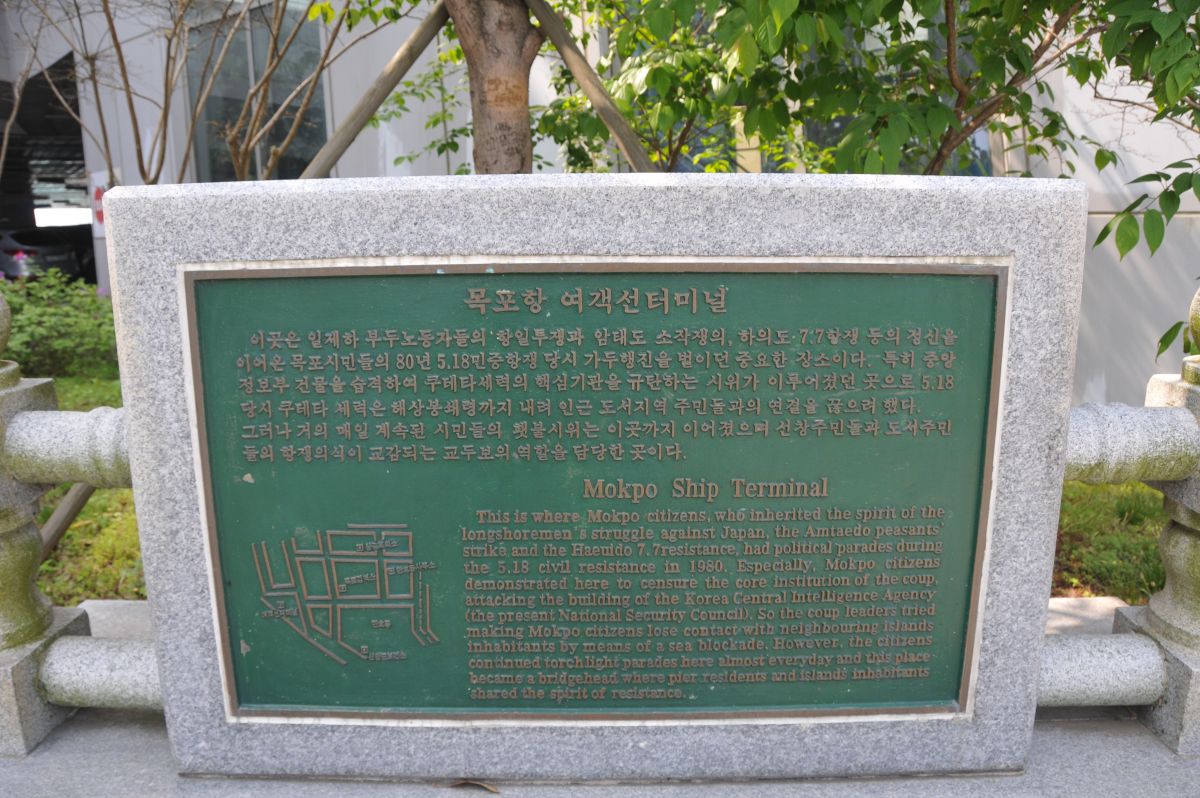 목포항 여객선터미널
이곳은 일제하 부두노동자들의 항일투쟁과 암태도 소작쟁의, 하의도 7.7항쟁 등의 정신을
이어온 목포시민들의 80년 5.18민중항쟁 당시 가두행진을 벌이던 중요한 장소이다. 특히 중앙
정보부 건물을 습격하여 쿠테타세력의 핵심기관을 규탄하는 시위가 이루어졌던 곳으로 5.18
당시 쿠테타 세력은 해상봉쇄령까지 내려 인근 도서지역 주민들과의 연결을 끊으려 했다.
그러나 거의 매일 계속된 시민들의 횃불시위는 이곳까지 이어졌으며 선창주민들과 도서주민
들의 항쟁의식이 교감되는 교두보의 역할을 담당한 곳이다.
Mokpo Ship Terminal
This is where Mokpo citizens, who inherited the spirit of the
longshoremen's struggle against Japan, the Amtaedo peasants'
strike and the Haeuido 7.7resistance, had political parades during
the 5.18 civil resistance in 1980. Especially, Mokpo citizens
demonstrated here to censure the core institution of the coup,
attacking the building of the Korea Central Intelligence Agency
(the present National Security Council). So the coup leaders tried
making Mokpo citizens lose contact with neighbouring islands
inhabitants by means of a sea blockade. However, the citizens
continued torchlight parades here almost everyday and this place
became a bridgehead where pier residents and islands inhabitants
shared the spirit of resistance.